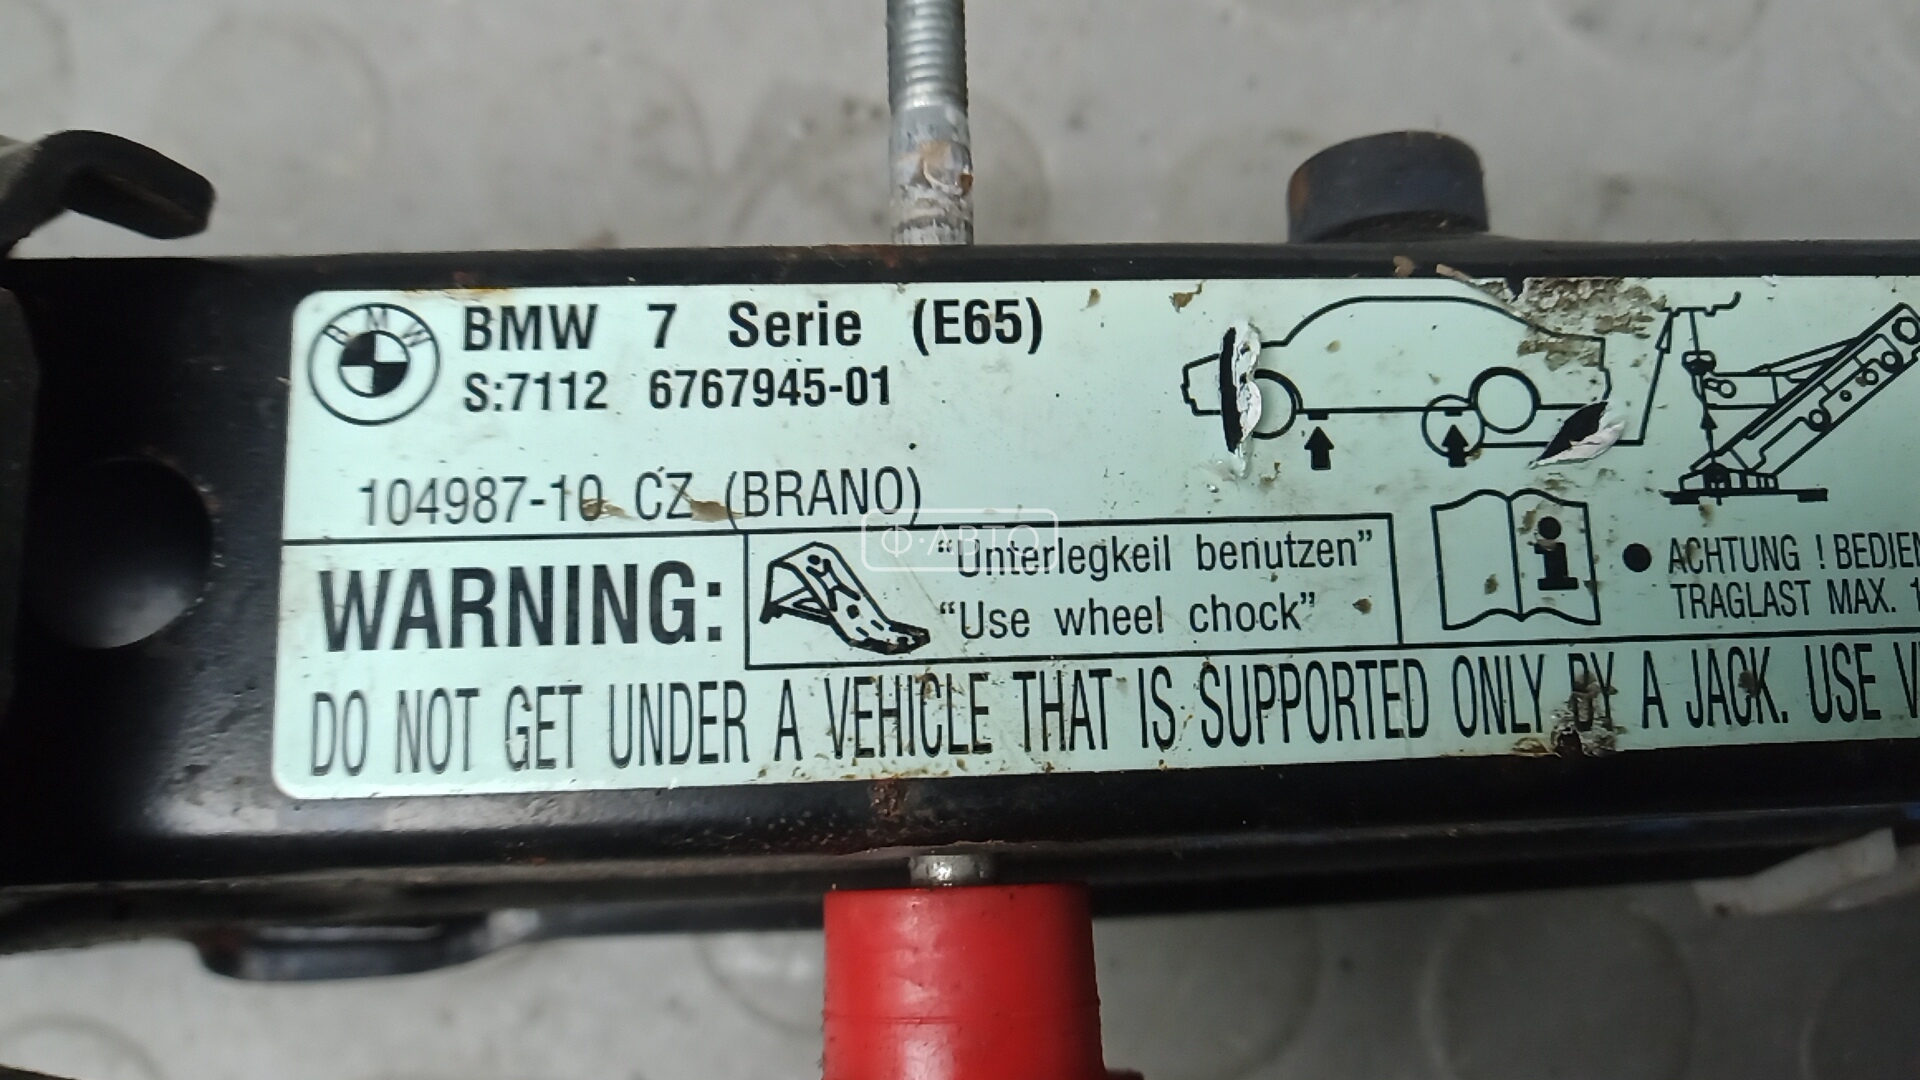 BMW
BMW 7 Serie (E65)
S:7112 6767945-01
104987-10 CZ (BRANO)
Ф·АВТО
WARNING:
“Unterlegkeil benutzen”
“Use wheel chock”
i
● ACHTUNG ! BEDIEN
TRAGLAST MAX. 1
DO NOT GET UNDER A VEHICLE THAT IS SUPPORTED ONLY BY A JACK. USE V